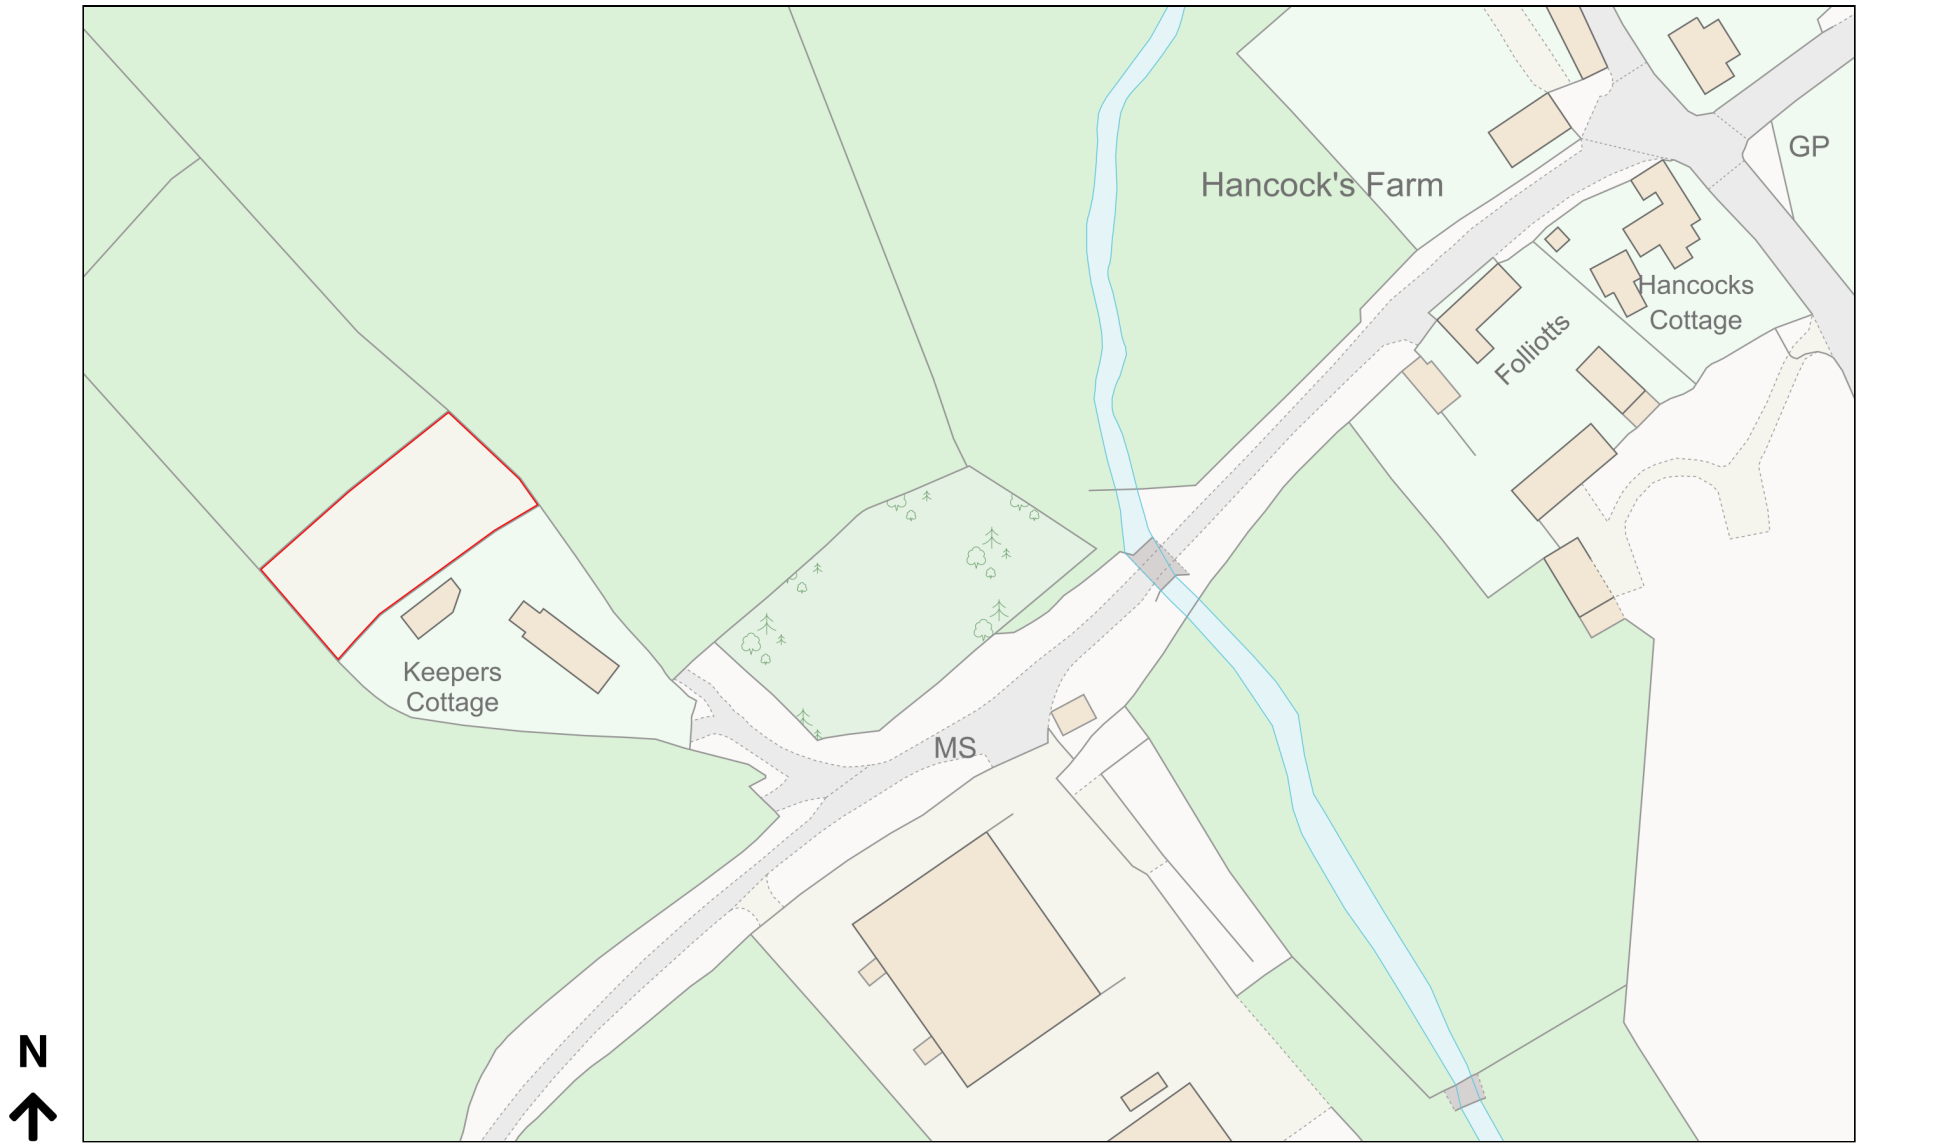 GP
Hancock's Farm
Hancocks
Cottage
Folliotts
Keepers
Cottage
MS
N